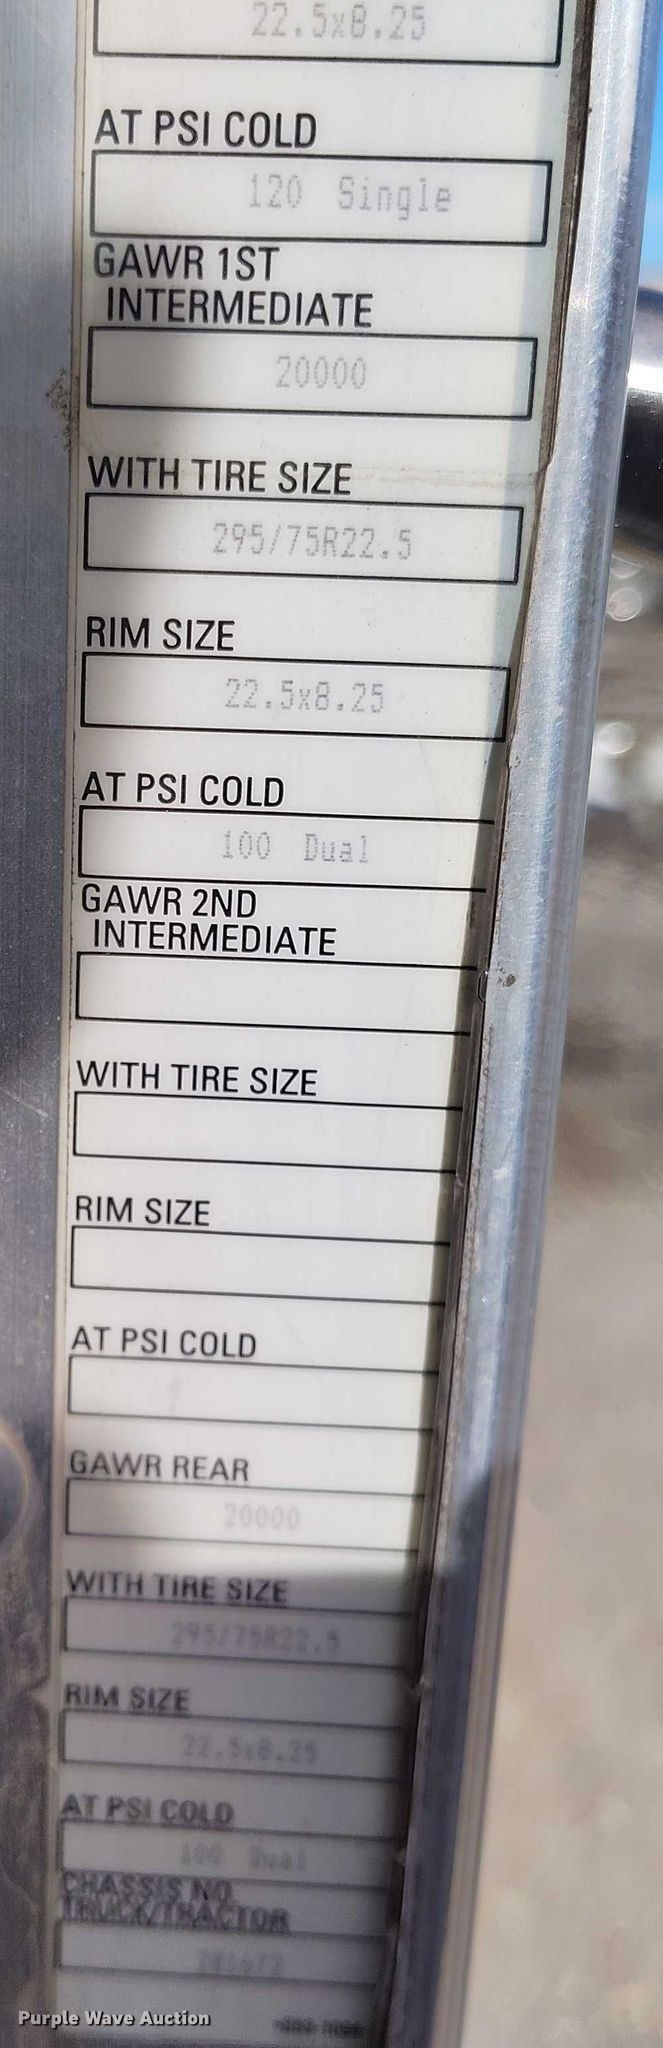 22.5x8.25
AT PSI COLD
120 Single
GAWR 1ST
INTERMEDIATE
20000
WITH TIRE SIZE
295/75R22.5
RIM SIZE
22.5x8.25
AT PSI COLD
100 Dual
GAWR 2ND
INTERMEDIATE
WITH TIRE SIZE
RIM SIZE
AT PSI COLD
GAWR REAR
20000
WITH TIRE SIZE
295/75R22.5
RIM SIZE
22.5x8.25
AT PSI COLD
100 Dual
CHASSIS NO.
TRUCK/TRACTOR
Purple Wave Auction